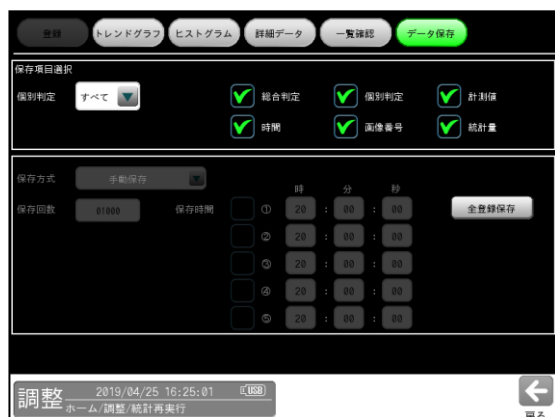 登録 トレンドグラフ ヒストグラム 詳細データ 一覧確認 データ保存
保存項目選択
個別判定 すべて 総合判定 個別判定 計測値
時間 画像番号 統計量
保存方式 手動保存
時 分 秒
保存回数 01000 保存時間 ① 20 : 00 : 00 全登録保存
② 20 : 00 : 00
③ 20 : 00 : 00
④ 20 : 00 : 00
⑤ 20 : 00 : 00
調整 2019/04/25 16:25:01 USB
ホーム/調整/統計再実行
戻る